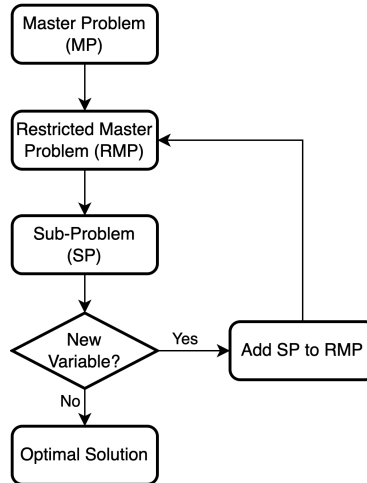 Master Problem
(MP)
Restricted Master
Problem (RMP)
Sub-Problem
(SP)
New
Variable?
Yes
Add SP to RMP
No
Optimal Solution